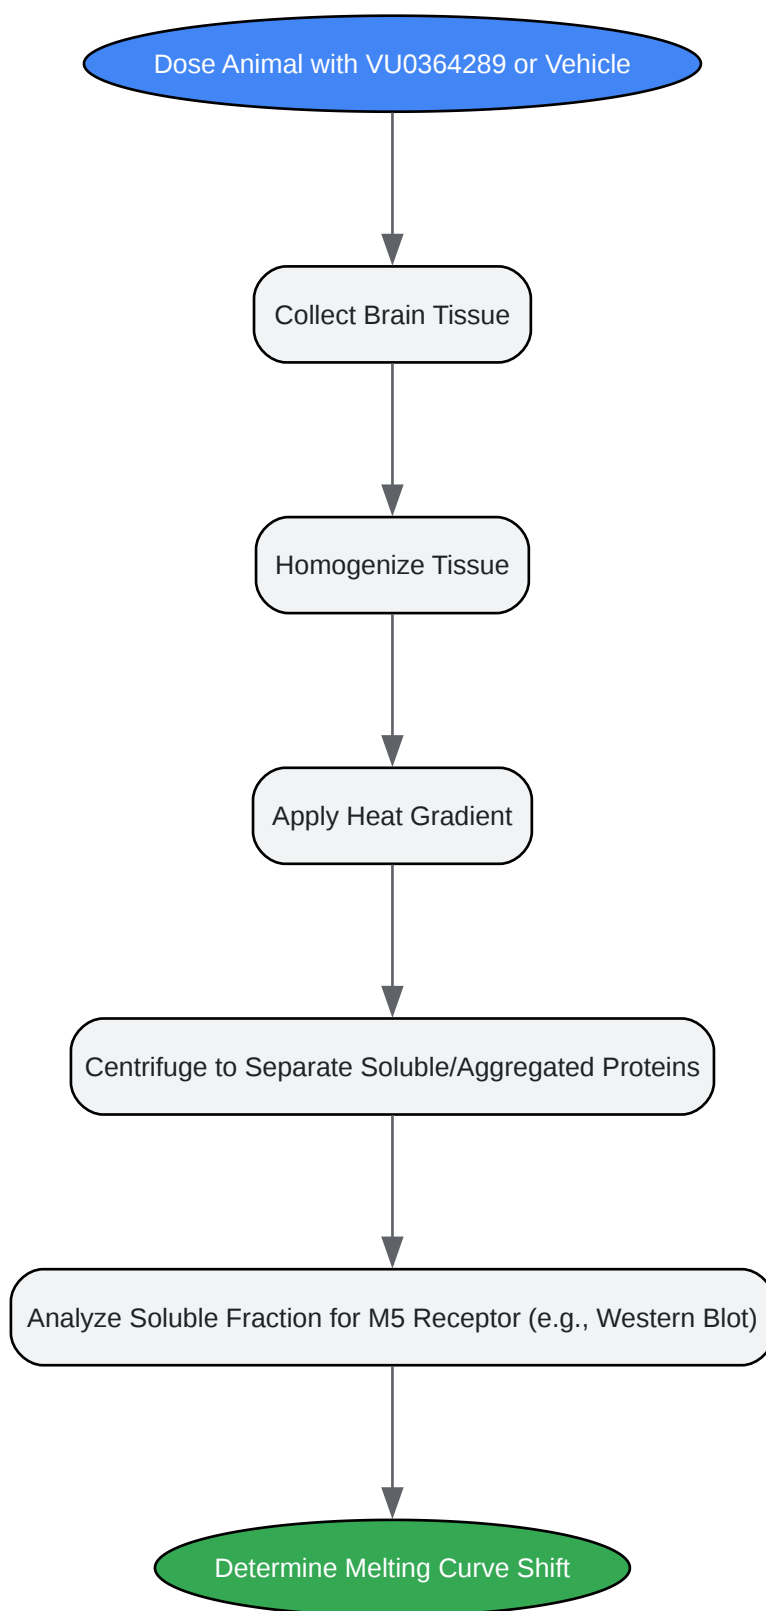 Dose Animal with VU0364289 or Vehicle
Collect Brain Tissue
Homogenize Tissue
Apply Heat Gradient
Centrifuge to Separate Soluble/Aggregated Proteins
Analyze Soluble Fraction for M5 Receptor (e.g., Western Blot)
Determine Melting Curve Shift